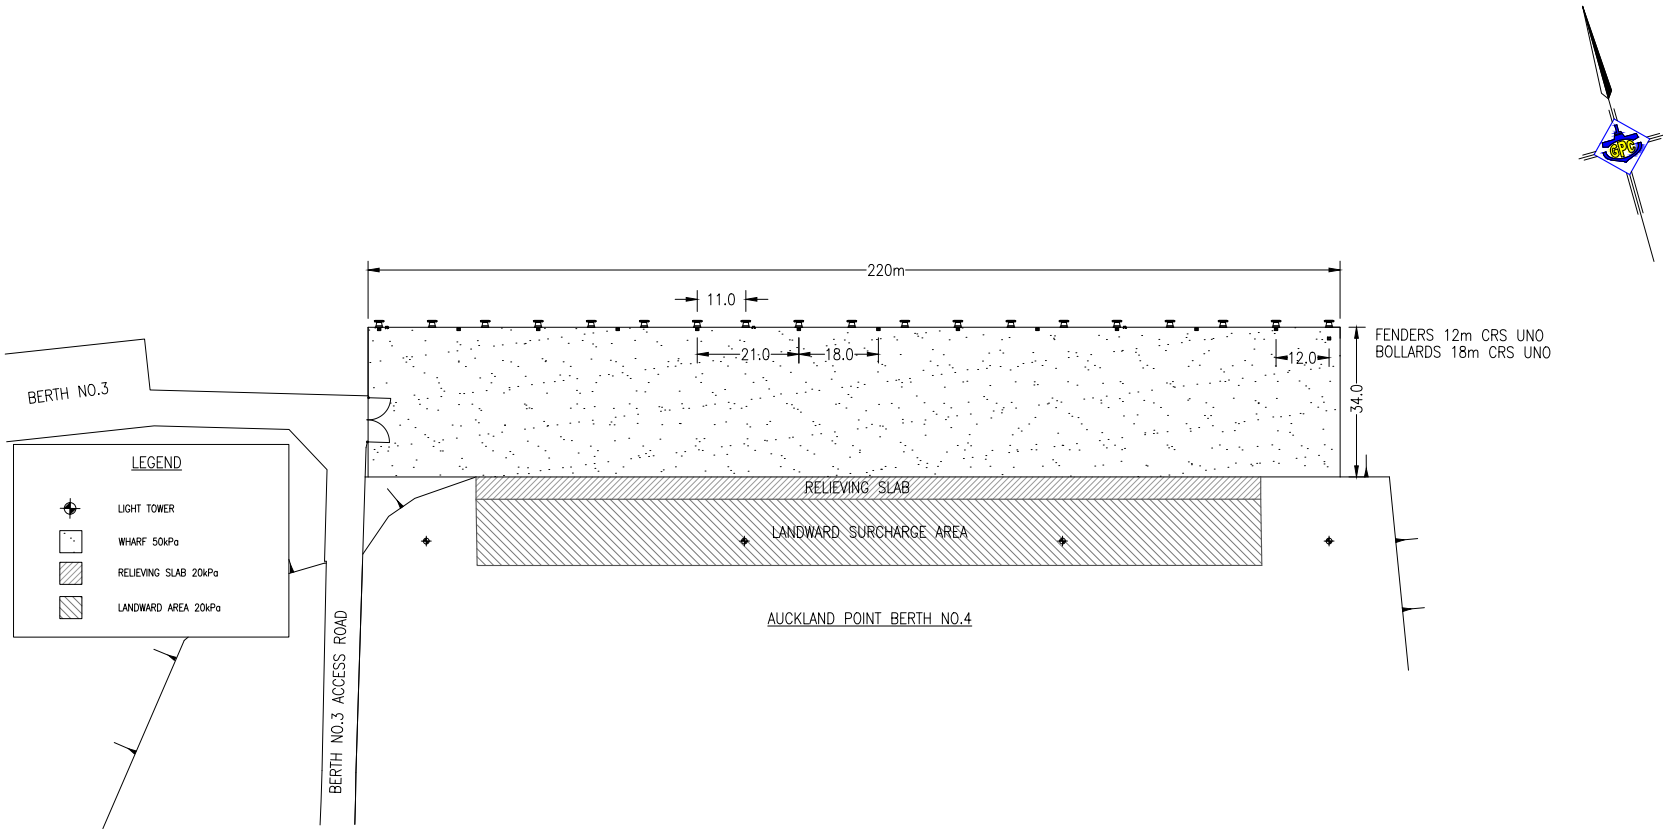 GPC
220m
11.0
21.0
18.0
12.0
34.0
FENDERS 12m CRS UNO
BOLLARDS 18m CRS UNO
BERTH NO.3
LEGEND
LIGHT TOWER
WHARF 50kPa
RELIEVING SLAB 20kPa
LANDWARD AREA 20kPa
RELIEVING SLAB
LANDWARD SURCHARGE AREA
AUCKLAND POINT BERTH NO.4
BERTH NO.3 ACCESS ROAD